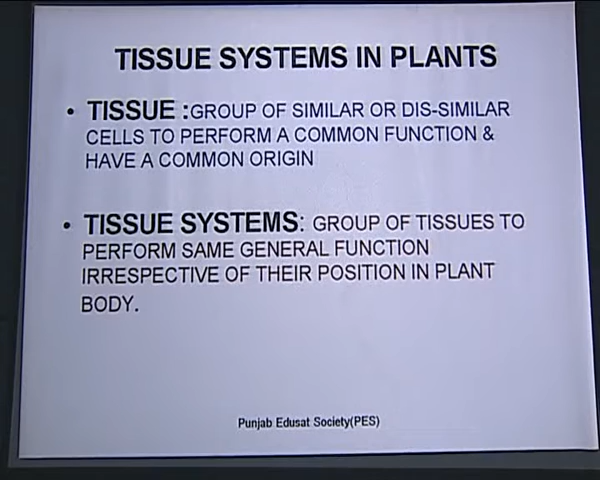 TISSUE SYSTEMS IN PLANTS
• TISSUE :GROUP OF SIMILAR OR DIS-SIMILAR
CELLS TO PERFORM A COMMON FUNCTION &
HAVE A COMMON ORIGIN
• TISSUE SYSTEMS: GROUP OF TISSUES TO
PERFORM SAME GENERAL FUNCTION
IRRESPECTIVE OF THEIR POSITION IN PLANT
BODY.
Punjab Edusat Society(PES)